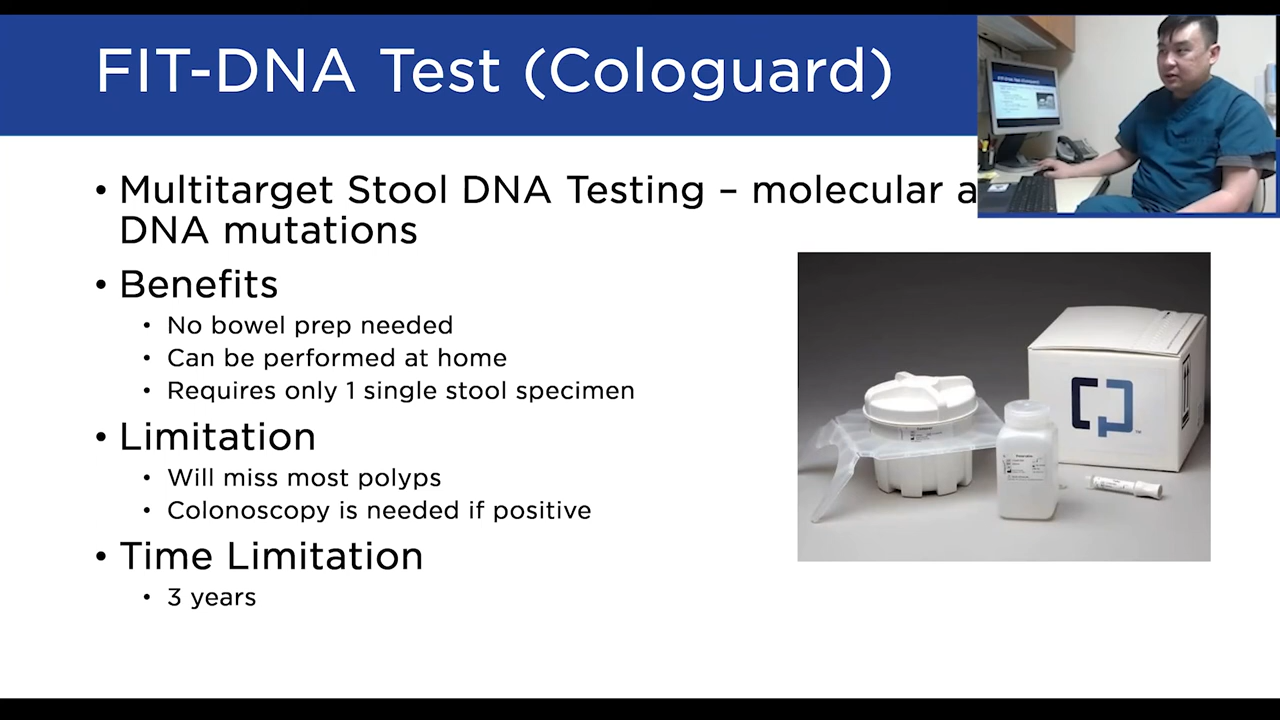 FIT-DNA Test (Cologuard)
• Multitarget Stool DNA Testing – molecular
DNA mutations
• Benefits
• No bowel prep needed
• Can be performed at home
• Requires only 1 single stool specimen
• Limitation
• Will miss most polyps
• Colonoscopy is needed if positive
• Time Limitation
• 3 years